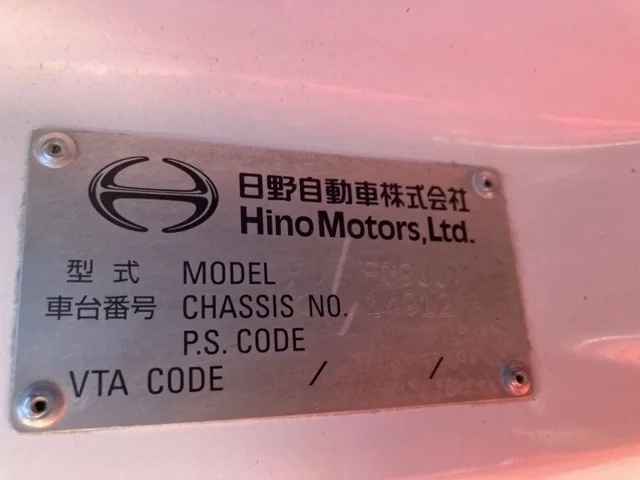 日野自動車株式会社
Hino Motors, Ltd.
型式 MODEL
車台番号 CHASSIS NO. 14912
P.S. CODE
VTA CODE / /